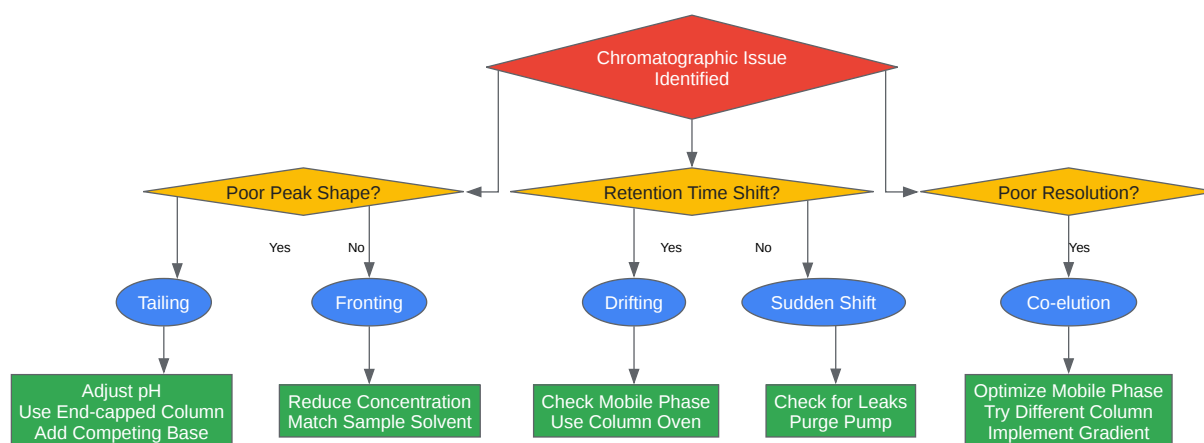 Chromatographic Issue
Identified
Poor Peak Shape?
Retention Time Shift?
Poor Resolution?
Yes
No
Yes
No
Yes
Tailing
Fronting
Drifting
Sudden Shift
Co-elution
Adjust pH
Use End-capped Column
Add Competing Base
Reduce Concentration
Match Sample Solvent
Check Mobile Phase
Use Column Oven
Check for Leaks
Purge Pump
Optimize Mobile Phase
Try Different Column
Implement Gradient